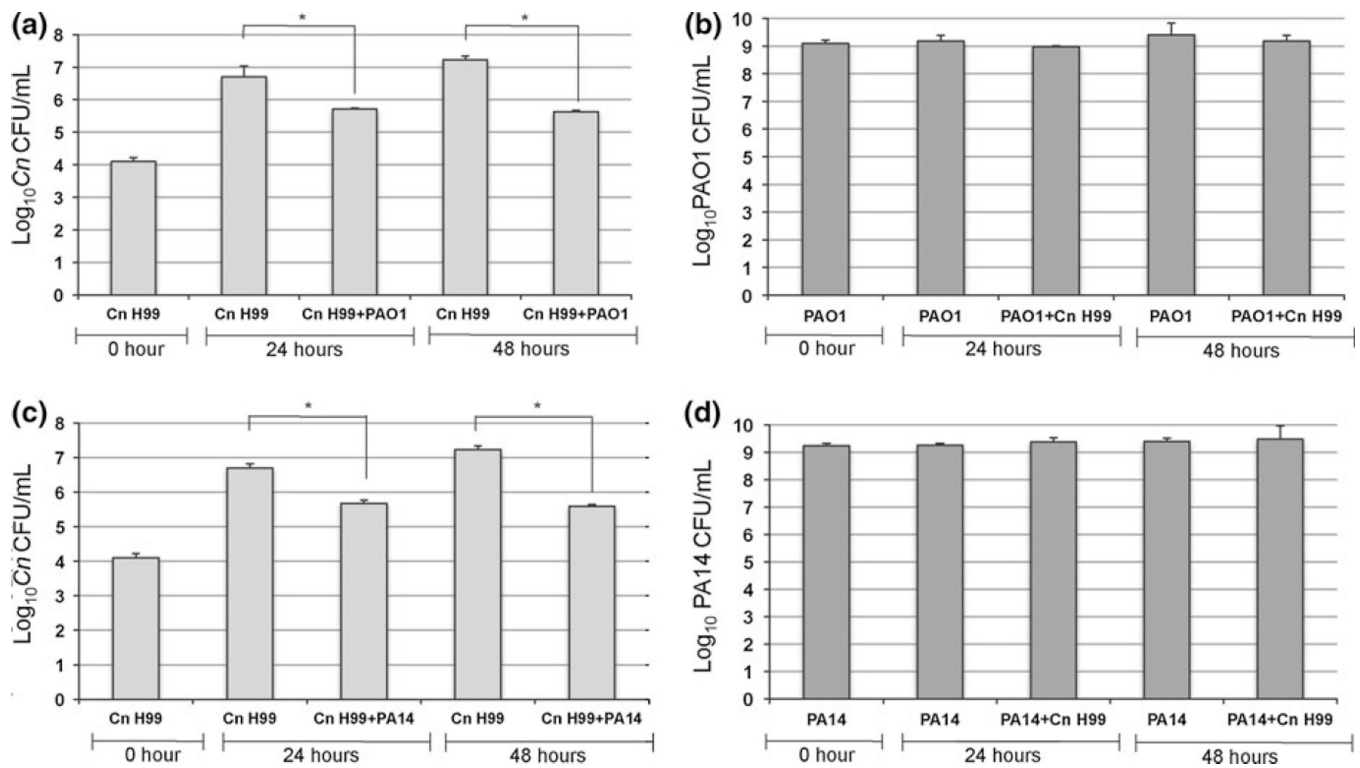 (a)
Log10Cn CFU/mL
8
7
6
5
4
3
2
1
0
*
*
Cn H99
Cn H99
Cn H99+PAO1
Cn H99
Cn H99+PAO1
0 hour
24 hours
48 hours
(b)
Log10PAO1 CFU/mL
10
9
8
7
6
5
4
3
2
1
0
PAO1
PAO1
PAO1+Cn H99
PAO1
PAO1+Cn H99
0 hour
24 hours
48 hours
(c)
Log10Cn CFU/mL
8
7
6
5
4
3
2
1
0
*
*
Cn H99
Cn H99
Cn H99+PA14
Cn H99
Cn H99+PA14
0 hour
24 hours
48 hours
(d)
Log10 PA14 CFU/mL
10
9
8
7
6
5
4
3
2
1
0
PA14
PA14
PA14+Cn H99
PA14
PA14+Cn H99
0 hour
24 hours
48 hours